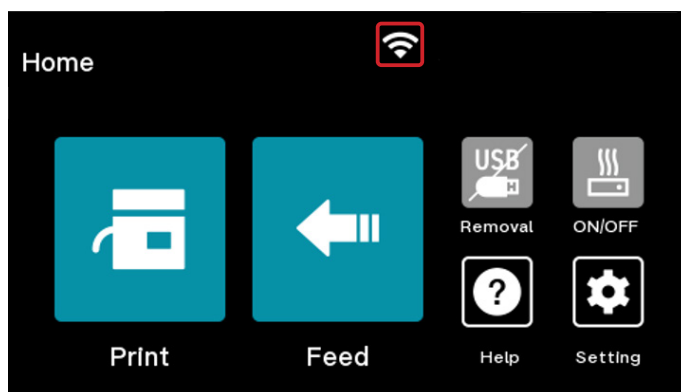 Home
USB
Removal
ON/OFF
Print
Feed
?
Help
Setting